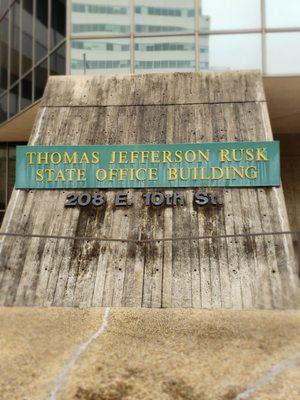 THOMAS JEFFERSON RUSK
STATE OFFICE BUILDING
208 E. 10th St.